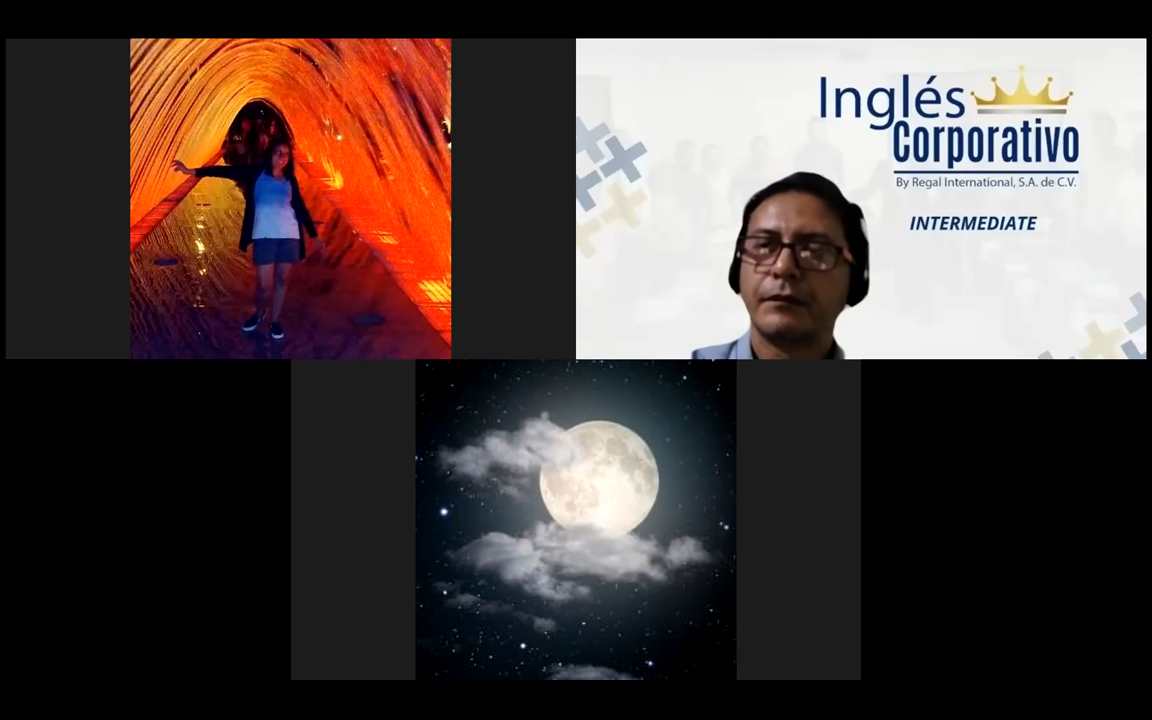 Inglés
Corporativo
By Regal International, S.A. de C.V.
INTERMEDIATE